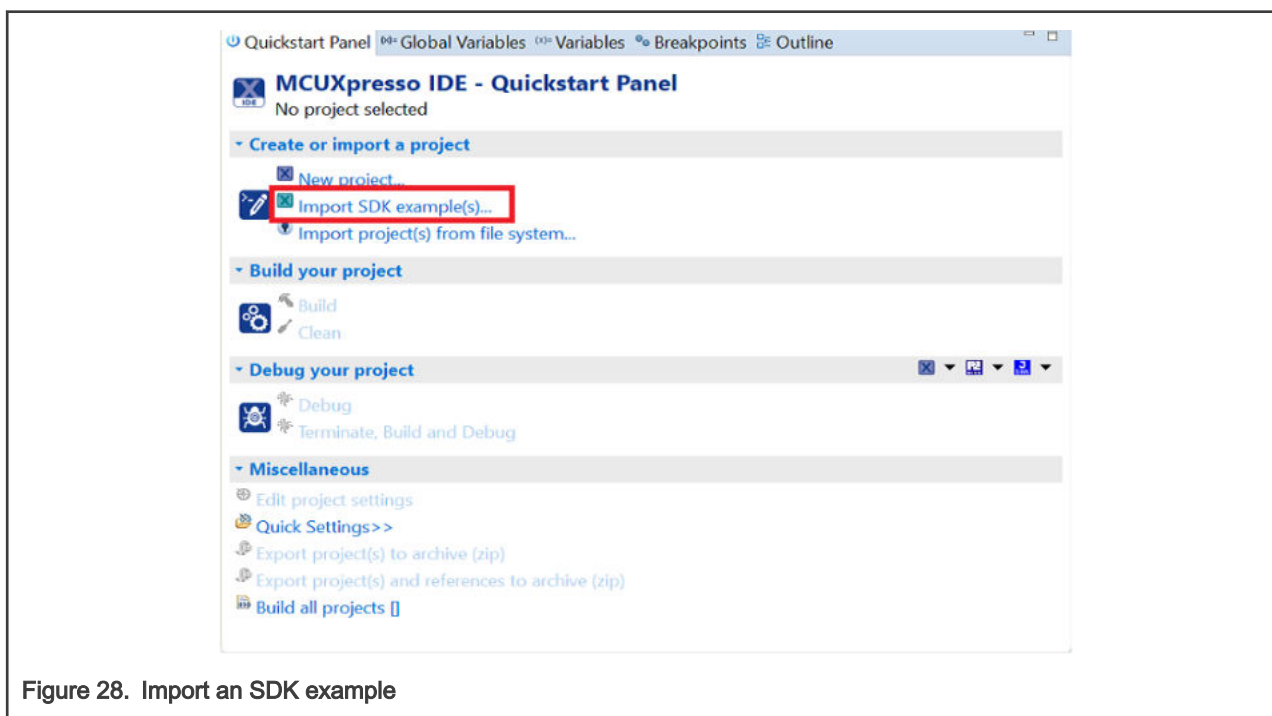 Quickstart Panel Global Variables Variables Breakpoints Outline
MCUXpresso IDE - Quickstart Panel
IDE
No project selected
Create or import a project
New project...
Import SDK example(s)...
Import project(s) from file system...
Build your project
Build
Clean
Debug your project
Debug
Terminate, Build and Debug
Miscellaneous
Edit project settings
Quick Settings>>
Export project(s) to archive (zip)
Export project(s) and references to archive (zip)
Build all projects []
Figure 28. Import an SDK example